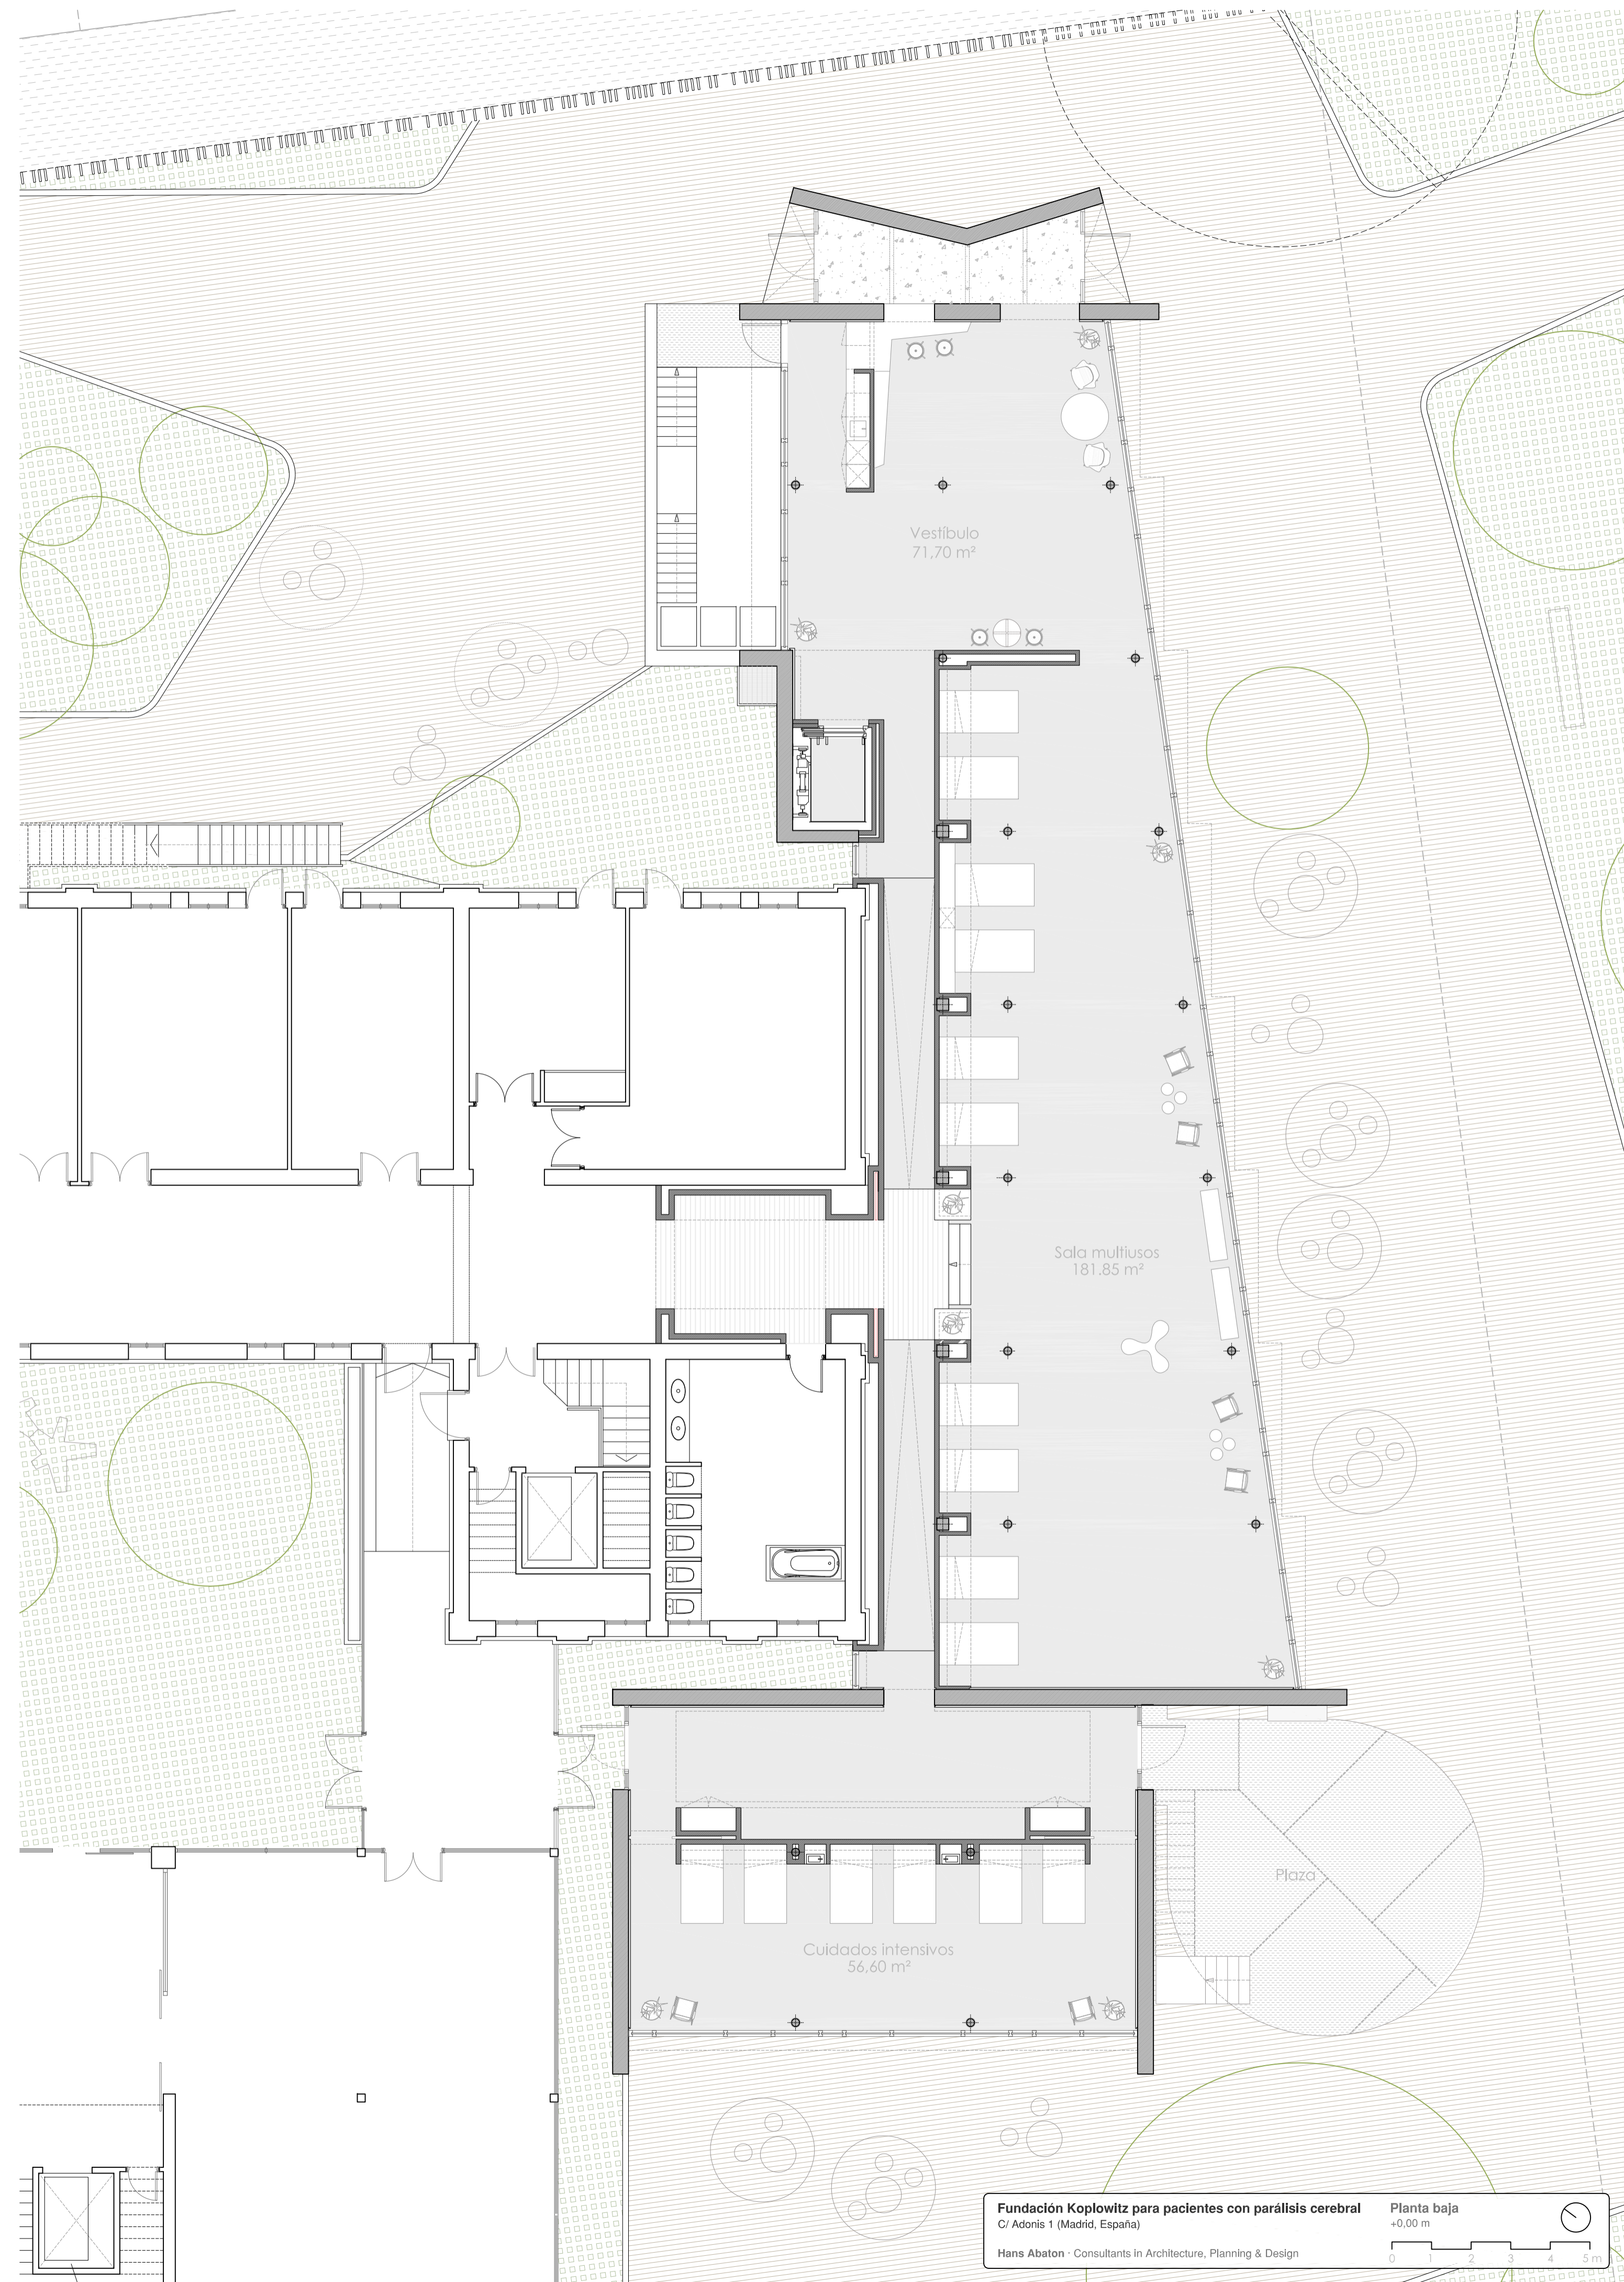 Vestíbulo
71,70 m²
Sala multiusos
181.85 m²
Plaza
Cuidados intensivos
56,60 m²
Fundación Koplowitz para pacientes con parálisis cerebral
C/ Adonis 1 (Madrid, España)
Hans Abaton · Consultants in Architecture, Planning & Design
Planta baja
+0,00 m
0 1 2 3 4 5 m